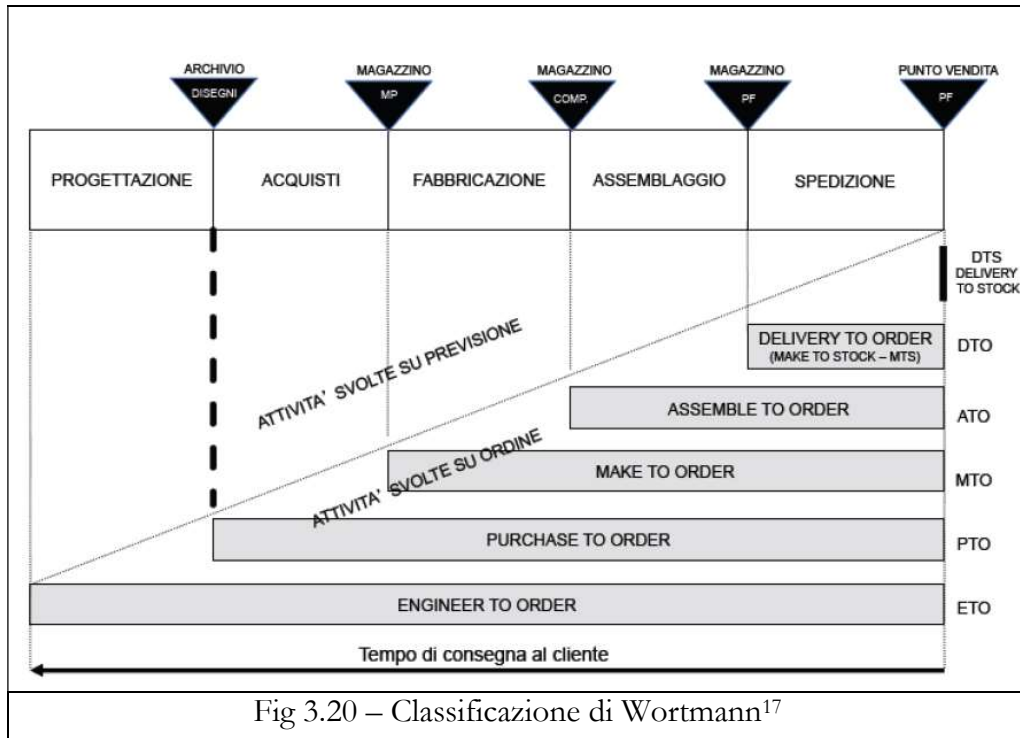 ARCHIVIO
DISEGNI
MAGAZZINO
MP
MAGAZZINO
COMP.
MAGAZZINO
PF
PUNTO VENDITA
PF
PROGETTAZIONE
ACQUISTI
FABBRICAZIONE
ASSEMBLAGGIO
SPEDIZIONE
DTS
DELIVERY
TO STOCK
ATTIVITA' SVOLTE SU PREVISIONE
DELIVERY TO ORDER
(MAKE TO STOCK – MTS)
DTO
ASSEMBLE TO ORDER
ATO
ATTIVITA' SVOLTE SU ORDINE
MAKE TO ORDER
MTO
PURCHASE TO ORDER
PTO
ENGINEER TO ORDER
ETO
Tempo di consegna al cliente
Fig 3.20 – Classificazione di Wortmann17